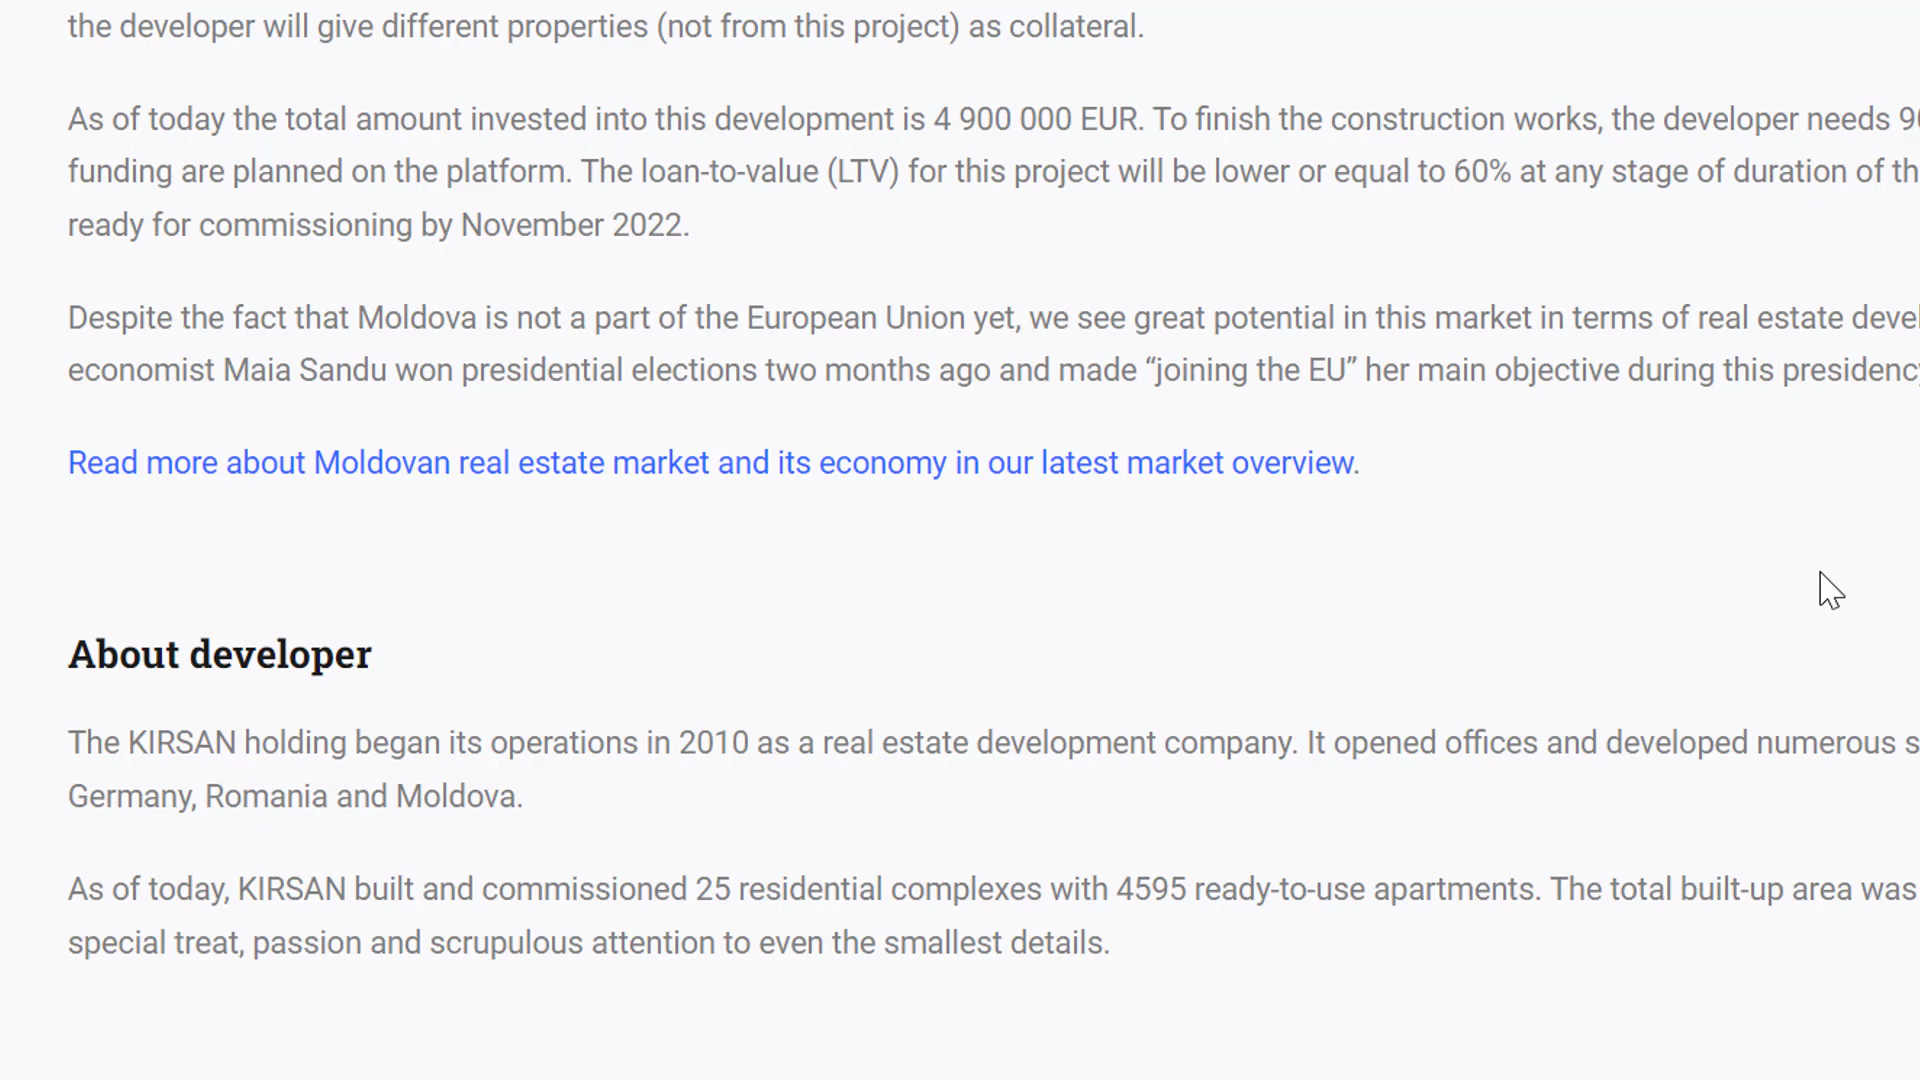 the developer will give different properties (not from this project) as collateral.
As of today the total amount invested into this development is 4 900 000 EUR. To finish the construction works, the developer needs
funding are planned on the platform. The loan-to-value (LTV) for this project will be lower or equal to 60% at any stage of duration of
ready for commissioning by November 2022.
Despite the fact that Moldova is not a part of the European Union yet, we see great potential in this market in terms of real estate
economist Maia Sandu won presidential elections two months ago and made “joining the EU” her main objective during this presidency
Read more about Moldovan real estate market and its economy in our latest market overview.
About developer
The KIRSAN holding began its operations in 2010 as a real estate development company. It opened offices and developed numerous
Germany, Romania and Moldova.
As of today, KIRSAN built and commissioned 25 residential complexes with 4595 ready-to-use apartments. The total built-up area was
special treat, passion and scrupulous attention to even the smallest details.